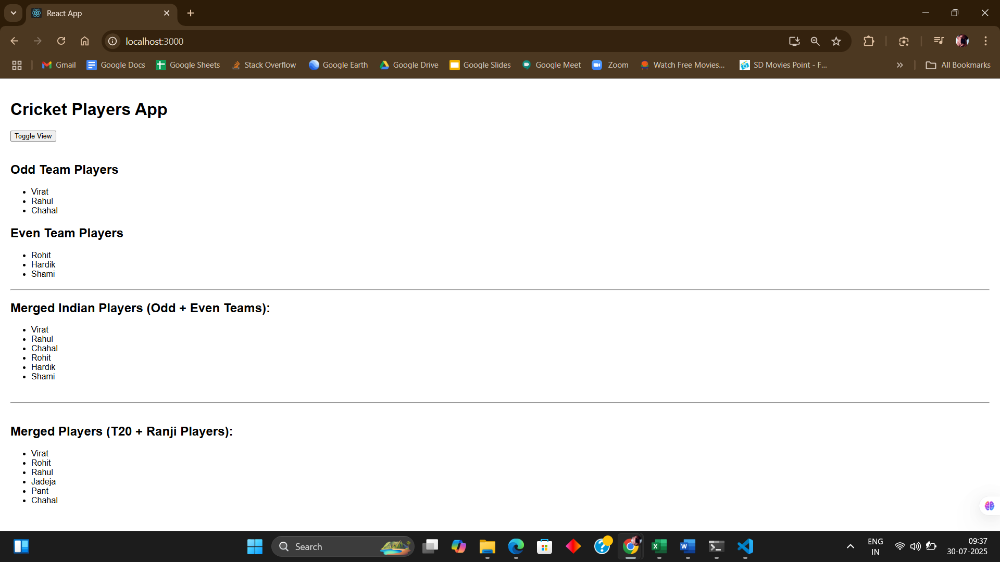 React App
localhost:3000
Gmail
Google Docs
Google Sheets
Stack Overflow
Google Earth
Google Drive
Google Slides
Google Meet
Zoom
Watch Free Movies...
SD Movies Point - F...
All Bookmarks
Cricket Players App
Toggle View
Odd Team Players
Virat
Rahul
Chahal
Even Team Players
Rohit
Hardik
Shami
Merged Indian Players (Odd + Even Teams):
Virat
Rahul
Chahal
Rohit
Hardik
Shami
Merged Players (T20 + Ranji Players):
Virat
Rohit
Rahul
Jadeja
Pant
Chahal
Search
ENG
IN
09:37
30-07-2025